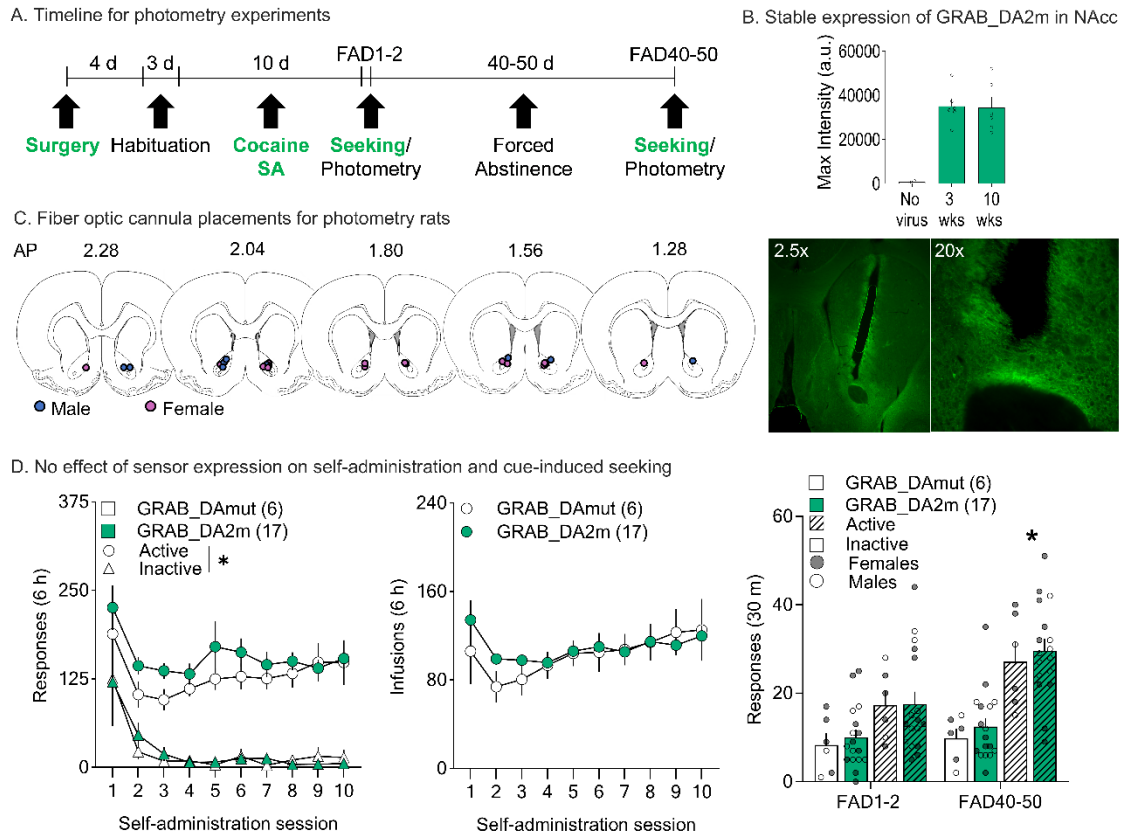 A. Timeline for photometry experiments
FAD1-2
FAD40-50
4 d
3 d
10 d
40-50 d
Surgery
Habituation
Cocaine
SA
Seeking/
Photometry
Forced
Abstinence
Seeking/
Photometry
B. Stable expression of GRAB_DA2m in NAcc
Max Intensity (a.u.)
60000
40000
20000
0
No
virus
3
wks
10
wks
2.5x
20x
C. Fiber optic cannula placements for photometry rats
AP
2.28
2.04
1.80
1.56
1.28
Male
Female
D. No effect of sensor expression on self-administration and cue-induced seeking
Responses (6 h)
375
250
125
0
GRAB_DAmut (6)
GRAB_DA2m (17)
Active
Inactive
*
1 2 3 4 5 6 7 8 9 10
Self-administration session
Infusions (6 h)
240
160
80
0
GRAB_DAmut (6)
GRAB_DA2m (17)
1 2 3 4 5 6 7 8 9 10
Self-administration session
GRAB_DAmut (6)
GRAB_DA2m (17)
Active
Inactive
Females
Males
*
Responses (30 m)
60
40
20
0
FAD1-2
FAD40-50